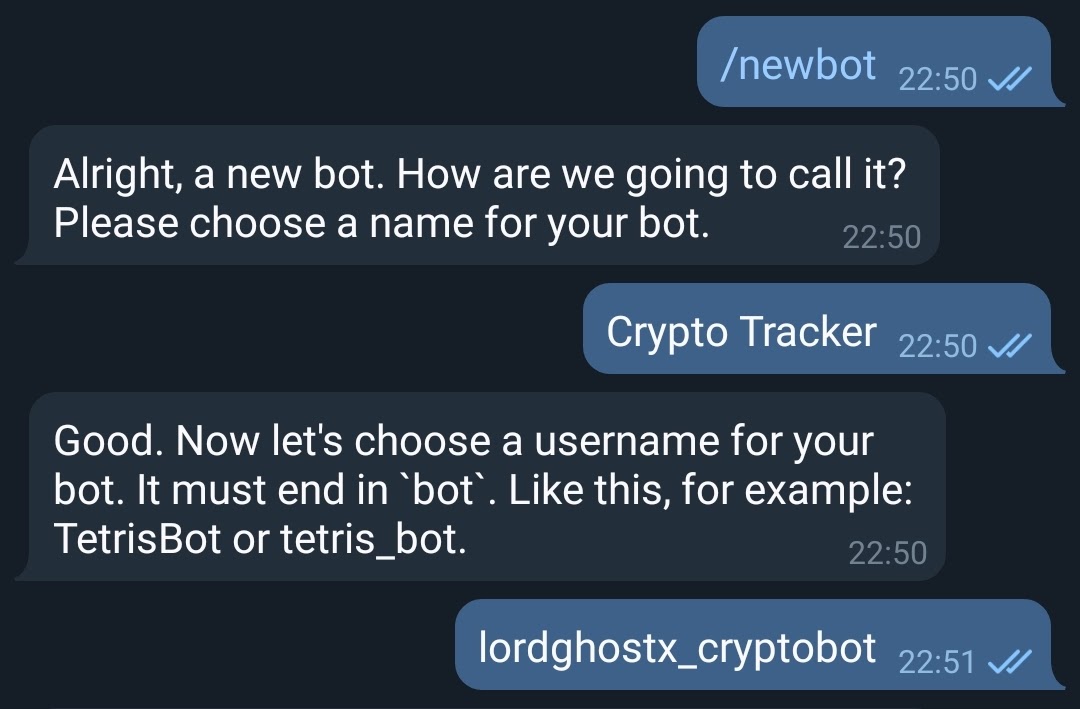 /newbot 22:50
Alright, a new bot. How are we going to call it?
Please choose a name for your bot. 22:50
Crypto Tracker 22:50
Good. Now let's choose a username for your
bot. It must end in `bot`. Like this, for example:
TetrisBot or tetris_bot. 22:50
lordghostx_cryptobot 22:51